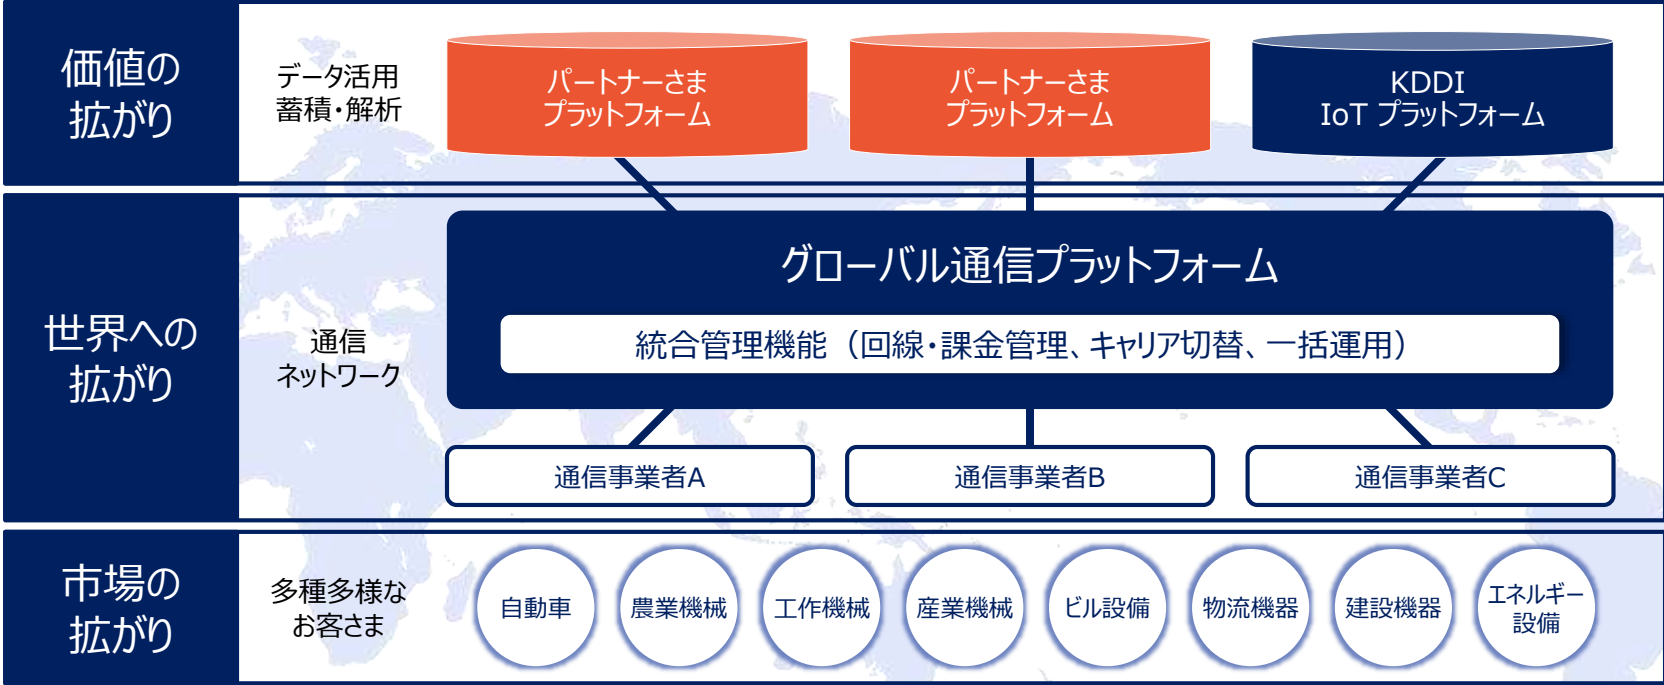 価値の
拡がり
データ活用
蓄積・解析
パートナーさま
プラットフォーム
パートナーさま
プラットフォーム
KDDI
IoT プラットフォーム
世界への
拡がり
通信
ネットワーク
グローバル通信プラットフォーム
統合管理機能（回線・課金管理、キャリア切替、一括運用）
通信事業者A
通信事業者B
通信事業者C
市場の
拡がり
多種多様な
お客さま
自動車
農業機械
工作機械
産業機械
ビル設備
物流機器
建設機器
エネルギー
設備